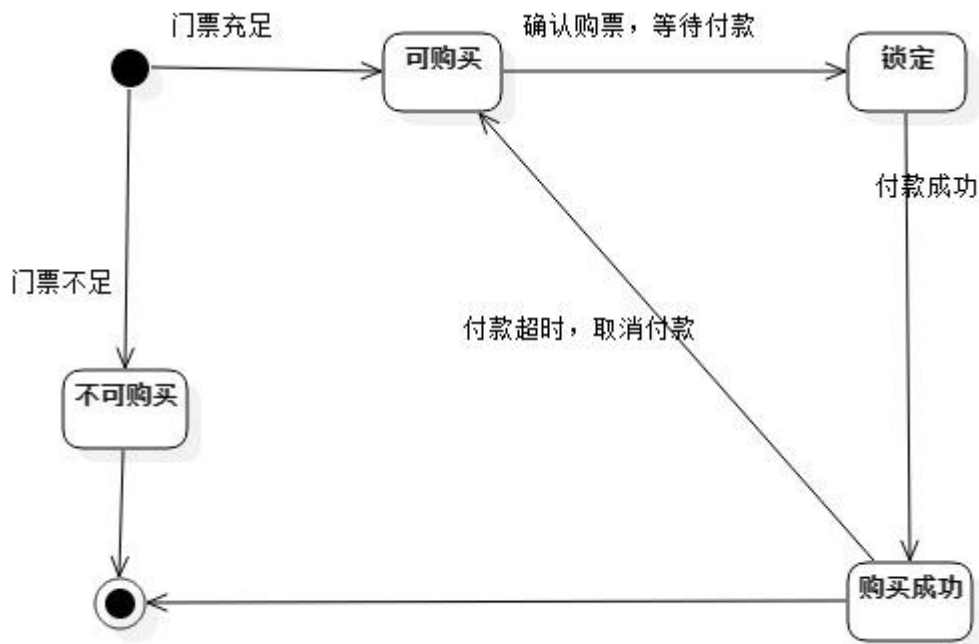 门票充足
确认购票，等待付款
可购买
锁定
付款成功
门票不足
付款超时，取消付款
不可购买
购买成功